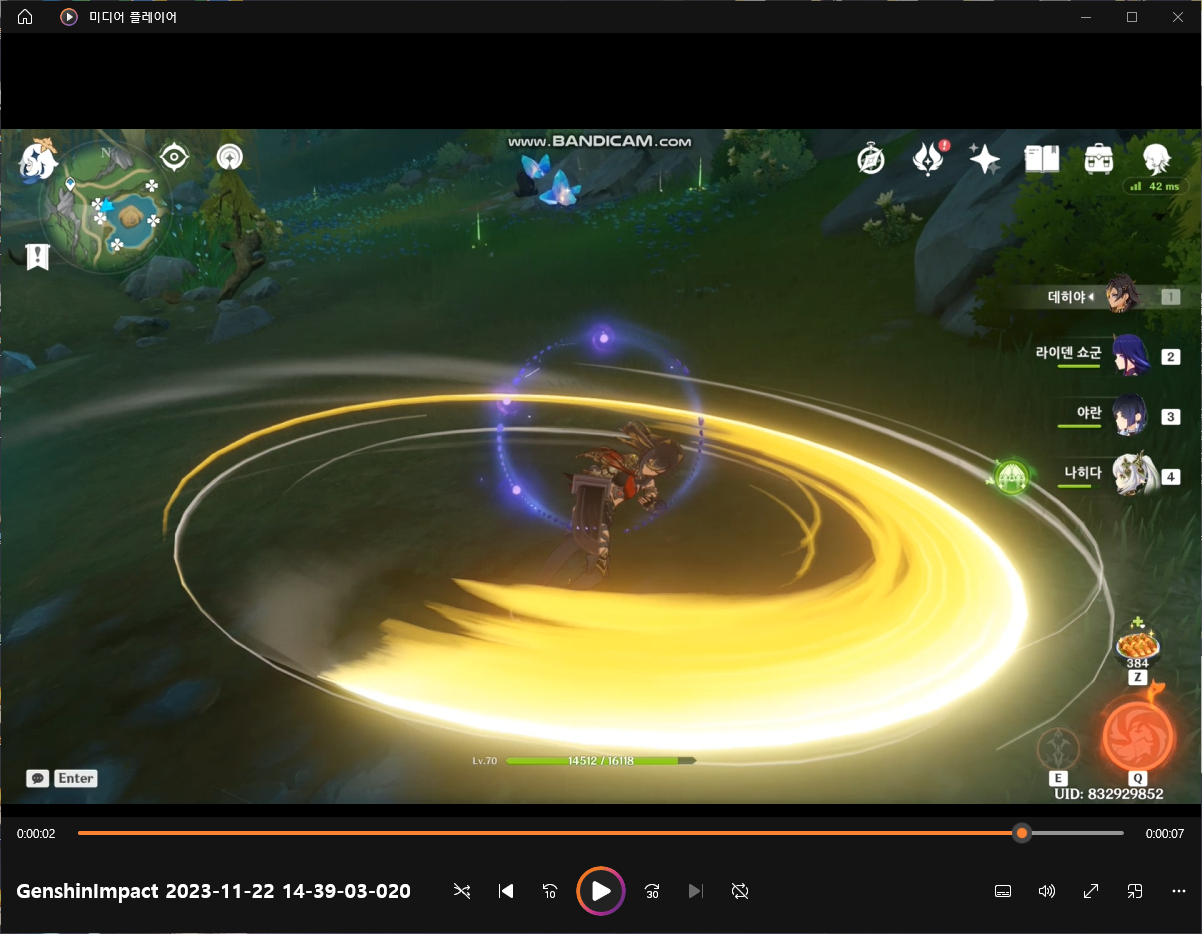 미디어 플레이어
www.BANDICAM.com
N
42 ms
데히야
1
라이덴 쇼군
2
야란
3
나히다
4
384
Z
Lv.70
14512 / 16118
Enter
E
Q
UID: 832929852
0:00:02
0:00:07
GenshinImpact 2023-11-22 14-39-03-020
10
30